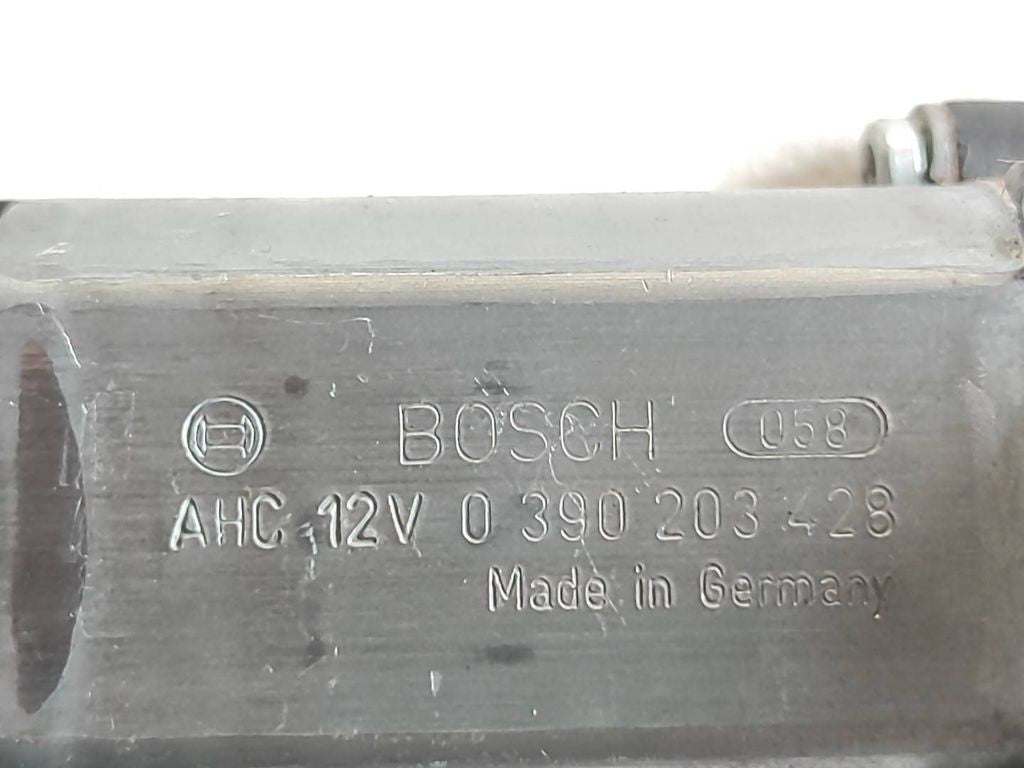 BOSCH 058
AHC 12V 0 390 203 428
Made in Germany